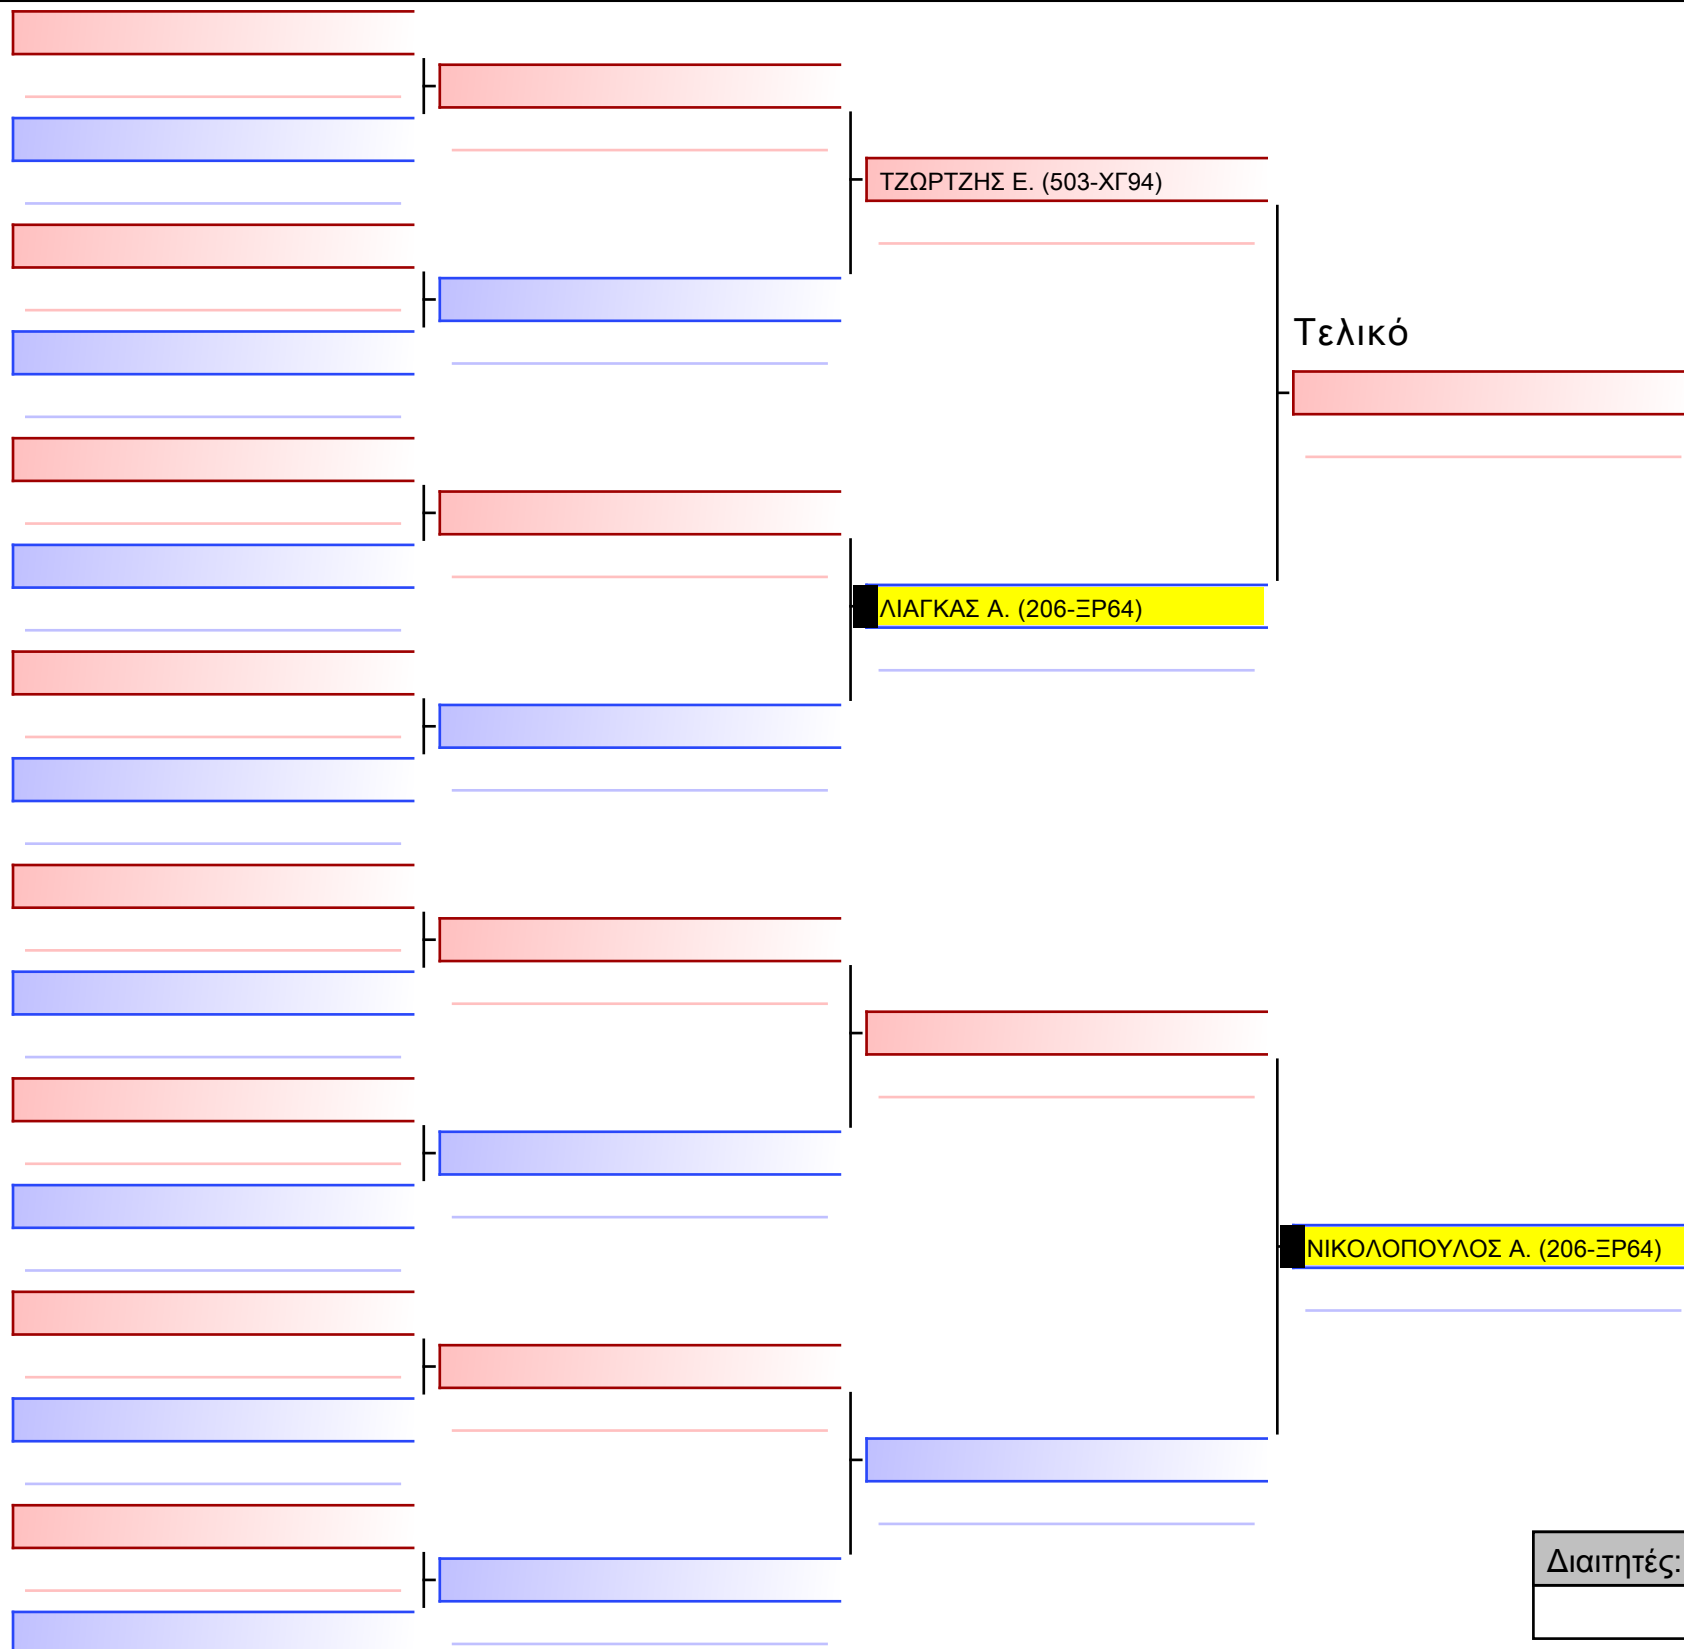 ΤΖΩΡΤΖΗΣ Ε. (503-ΧΓ94)
Τελικό
ΛΙΑΓΚΑΣ Α. (206-ΞΡ64)
ΝΙΚΟΛΟΠΟΥΛΟΣ Α. (206-ΞΡ64)
Διαιτητές: